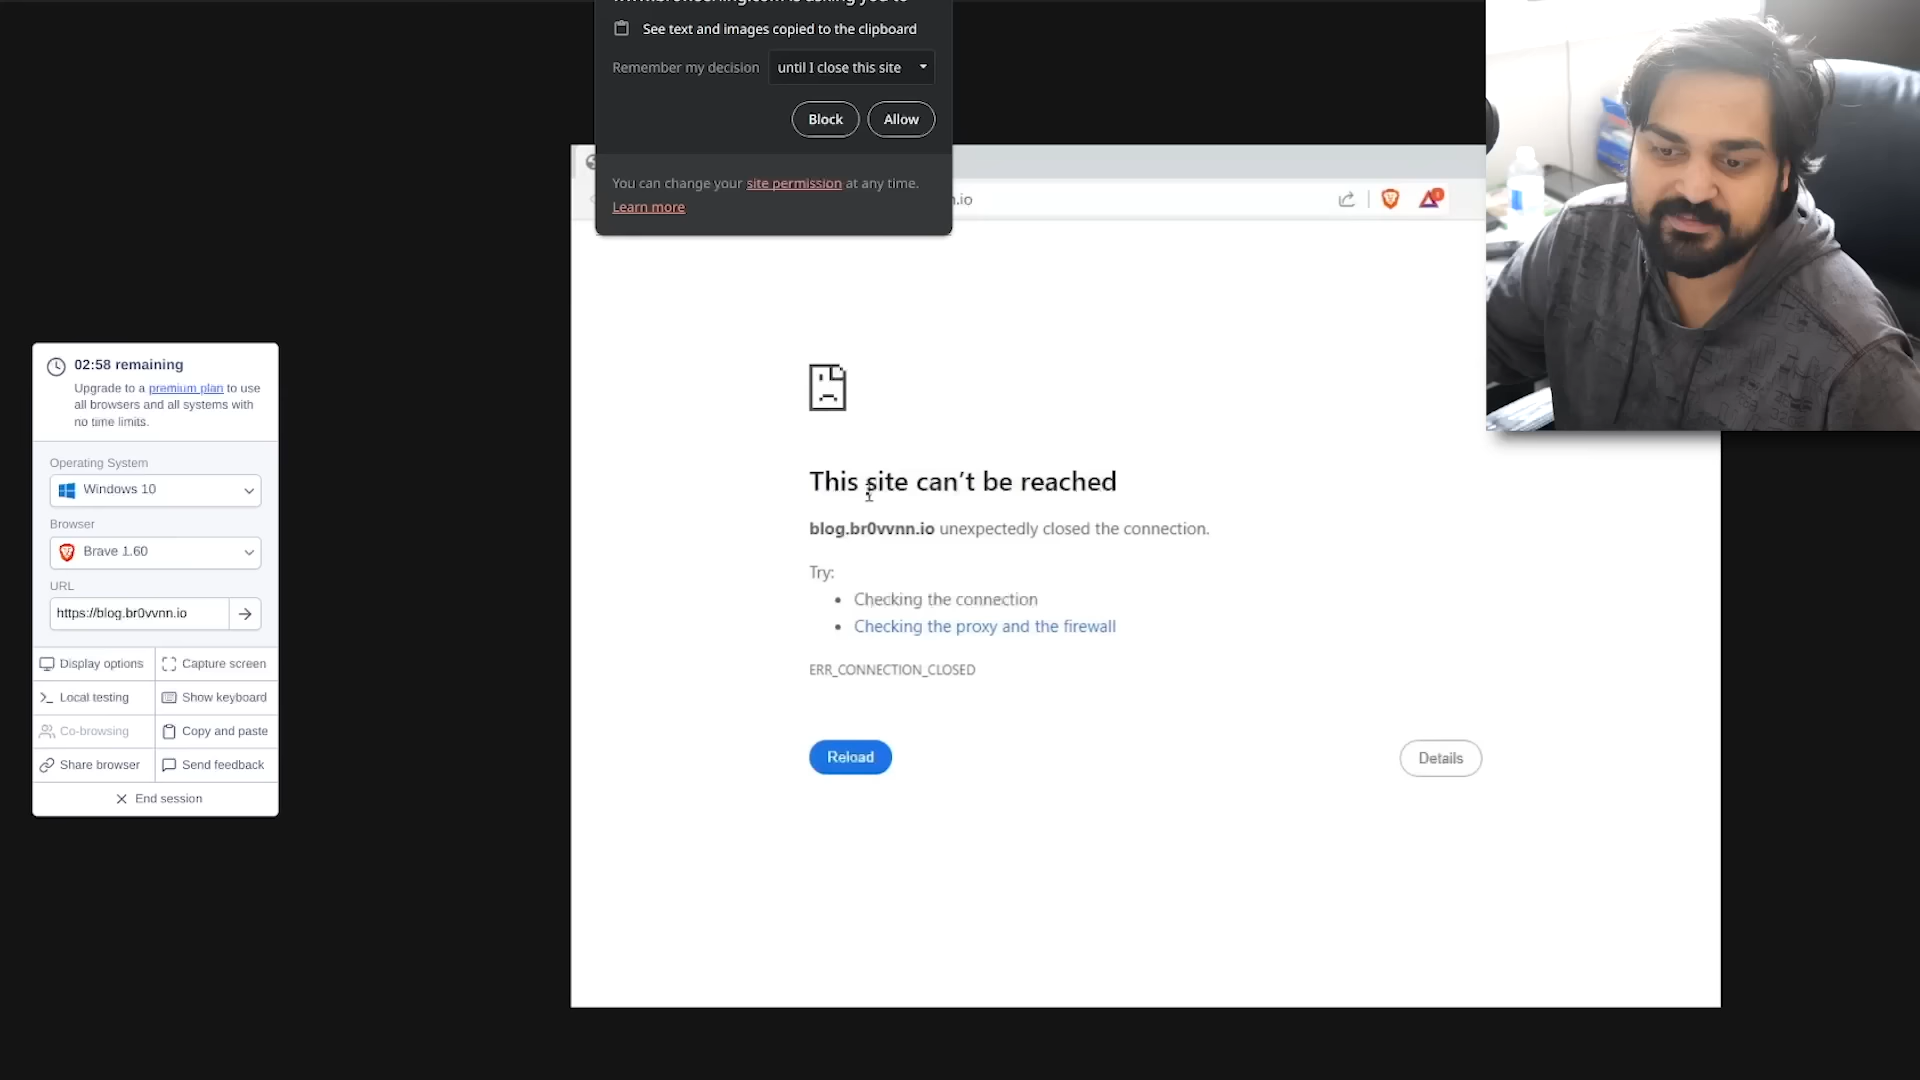 See text and images copied to the clipboard
Remember my decision until I close this site
Block Allow
You can change your site permission at any time.
Learn more
.io
02:58 remaining
Upgrade to a premium plan to use
all browsers and all systems with
no time limits.
Operating System
Windows 10
Browser
Brave 1.60
URL
https://blog.br0vvnn.io
Display options Capture screen
Local testing Show keyboard
Co-browsing Copy and paste
Share browser Send feedback
End session
This site can’t be reached
blog.br0vvnn.io unexpectedly closed the connection.
Try:
Checking the connection
Checking the proxy and the firewall
ERR_CONNECTION_CLOSED
Reload
Details